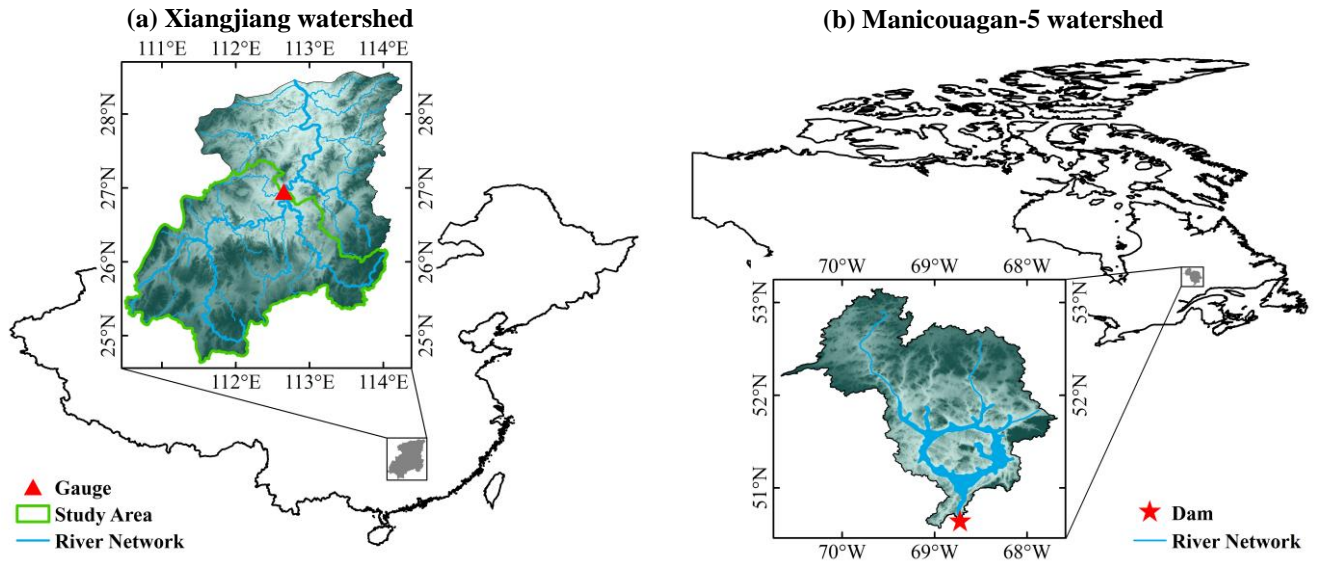 (a) Xiangjiang watershed
111°E 112°E 113°E 114°E
28°N
27°N
26°N
25°N
28°N
27°N
26°N
25°N
112°E 113°E 114°E
Gauge
Study Area
River Network
(b) Manicouagan-5 watershed
70°W 69°W 68°W
53°N
52°N
51°N
53°N
52°N
51°N
70°W 69°W 68°W
Dam
River Network